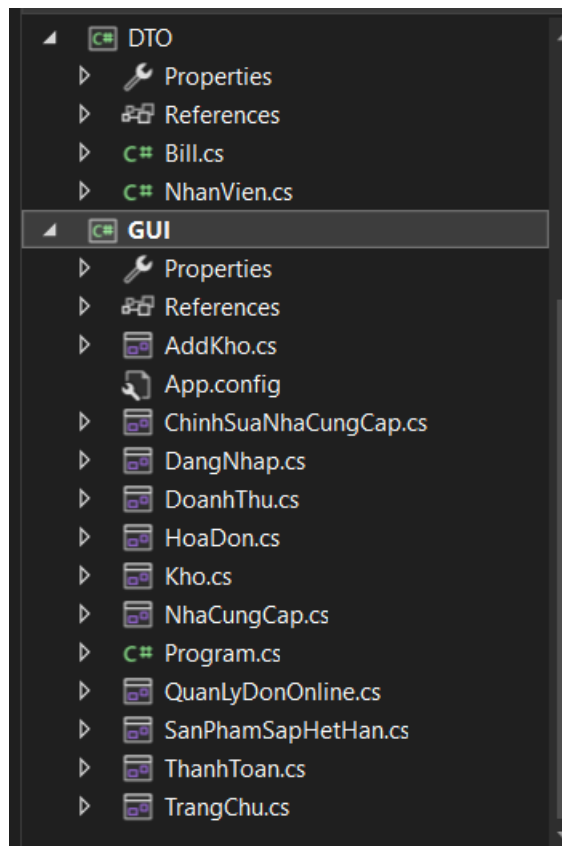 C# DTO
Properties
References
C# Bill.cs
C# NhanVien.cs
C# GUI
Properties
References
AddKho.cs
App.config
ChinhSuaNhaCungCap.cs
DangNhap.cs
DoanhThu.cs
HoaDon.cs
Kho.cs
NhaCungCap.cs
C# Program.cs
QuanLyDonOnline.cs
SanPhamSapHetHan.cs
ThanhToan.cs
TrangChu.cs